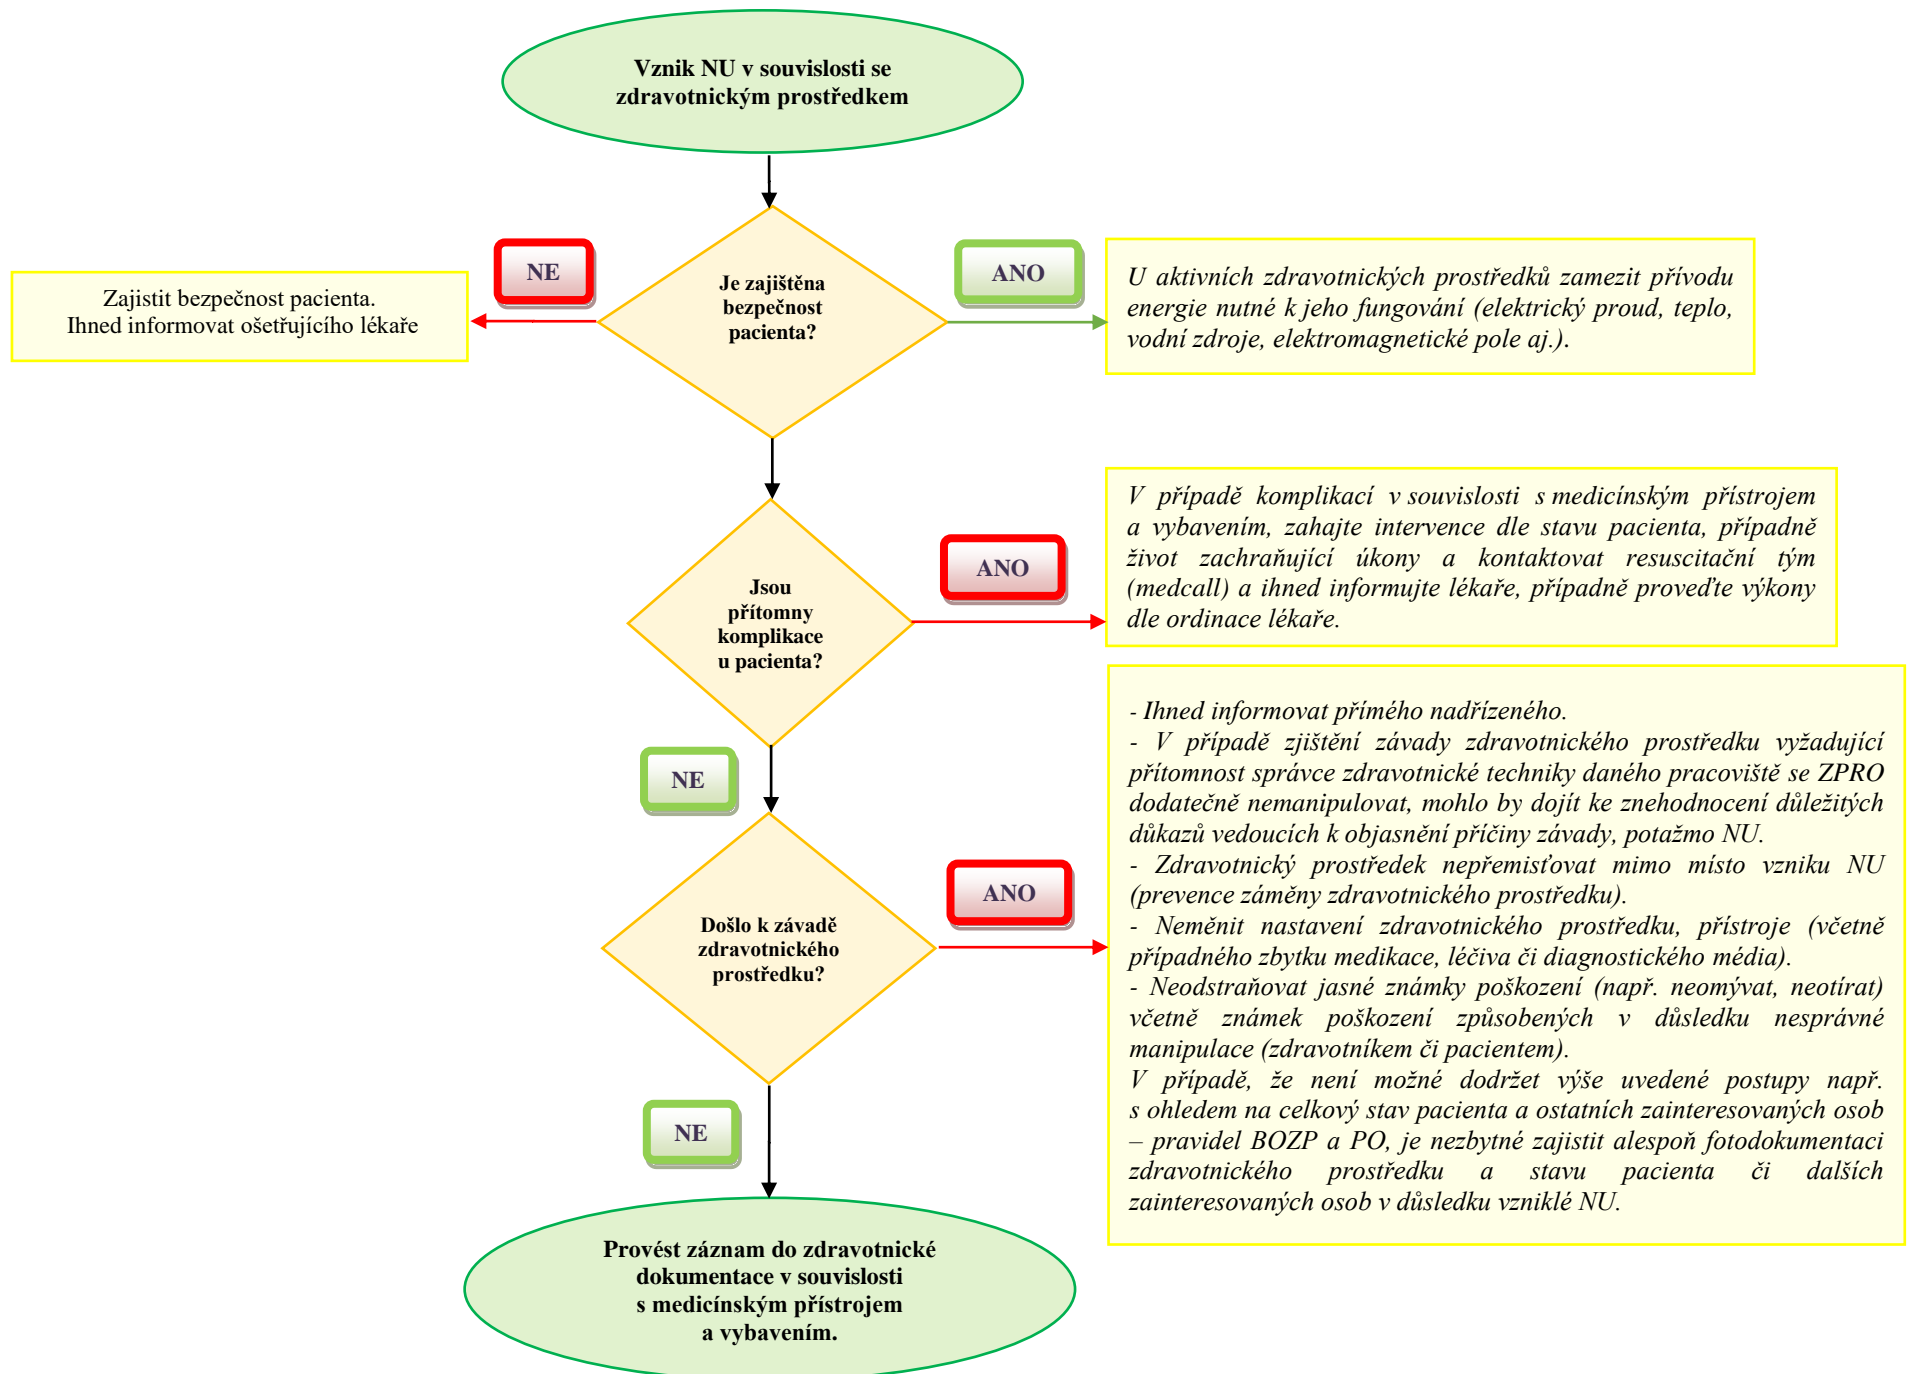 Vznik NU v souvislosti se
zdravotnickým prostředkem
NE
ANO
Je zajištěna
bezpečnost
pacienta?
Zajistit bezpečnost pacienta.
Ihned informovat ošetřujícího lékaře
U aktivních zdravotnických prostředků zamezit přívodu
energie nutné k jeho fungování (elektrický proud, teplo,
vodní zdroje, elektromagnetické pole aj.).
Jsou
přítomny
komplikace
u pacienta?
ANO
V případě komplikací v souvislosti s medicínským přístrojem
a vybavením, zahajte intervence dle stavu pacienta, případně
život zachraňující úkony a kontaktovat resuscitační tým
(medcall) a ihned informujte lékaře, případně proveďte výkony
dle ordinace lékaře.
NE
Došlo k závadě
zdravotnického
prostředku?
ANO
- Ihned informovat přímého nadřízeného.
- V případě zjištění závady zdravotnického prostředku vyžadující
přítomnost správce zdravotnické techniky daného pracoviště se ZPRO
dodatečně nemanipulovat, mohlo by dojít ke znehodnocení důležitých
důkazů vedoucích k objasnění příčiny závady, potažmo NU.
- Zdravotnický prostředek nepřemisťovat mimo místo vzniku NU
(prevence záměny zdravotnického prostředku).
- Neměnit nastavení zdravotnického prostředku, přístroje (včetně
případného zbytku medikace, léčiva či diagnostického média).
- Neodstraňovat jasné známky poškození (např. neomývat, neotírat)
včetně známek poškození způsobených v důsledku nesprávné
manipulace (zdravotníkem či pacientem).
V případě, že není možné dodržet výše uvedené postupy např.
s ohledem na celkový stav pacienta a ostatních zainteresovaných osob
– pravidel BOZP a PO, je nezbytné zajistit alespoň fotodokumentaci
zdravotnického prostředku a stavu pacienta či dalších
zainteresovaných osob v důsledku vzniklé NU.
NE
Provést záznam do zdravotnické
dokumentace v souvislosti
s medicínským přístrojem
a vybavením.